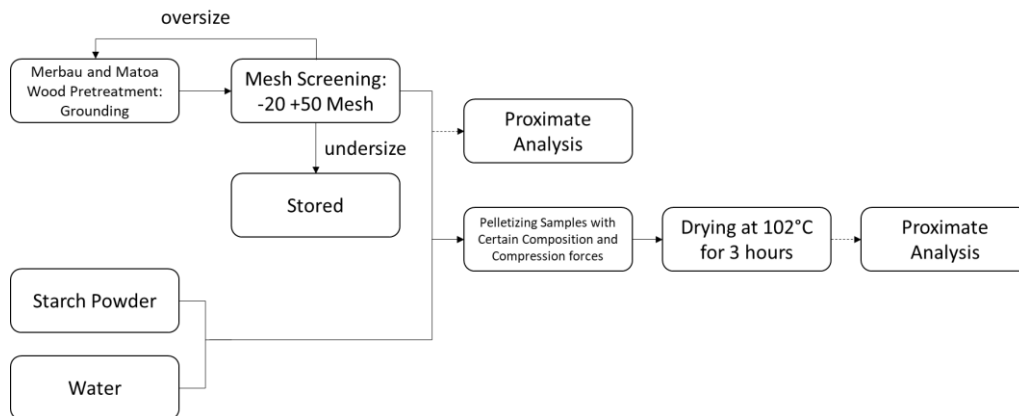 oversize
Merbau and Matoa
Wood Pretreatment:
Grounding
Mesh Screening:
-20 +50 Mesh
Proximate
Analysis
undersize
Stored
Pelletizing Samples with
Certain Composition and
Compression forces
Drying at 102°C
for 3 hours
Proximate
Analysis
Starch Powder
Water